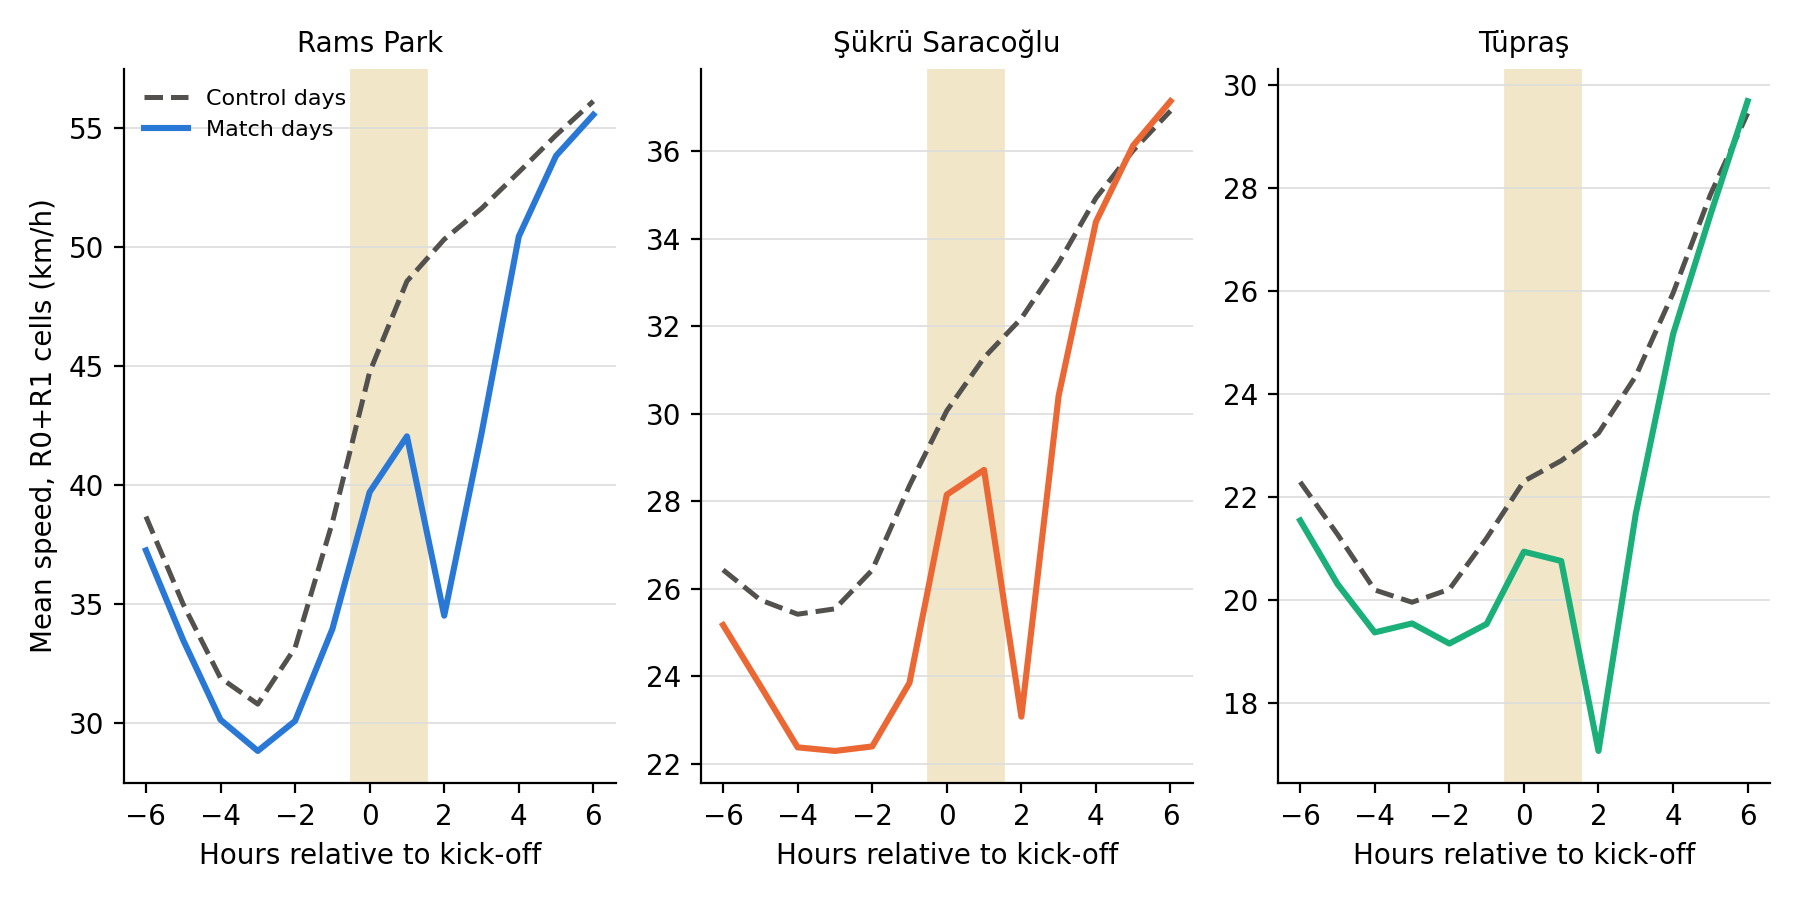 Rams Park
Şükrü Saracoğlu
Tüpraş
Control days
Match days
Mean speed, R0+R1 cells (km/h)
55
50
45
40
35
30
36
34
32
30
28
26
24
22
30
28
26
24
22
20
18
−6 −4 −2 0 2 4 6
−6 −4 −2 0 2 4 6
−6 −4 −2 0 2 4 6
Hours relative to kick-off
Hours relative to kick-off
Hours relative to kick-off